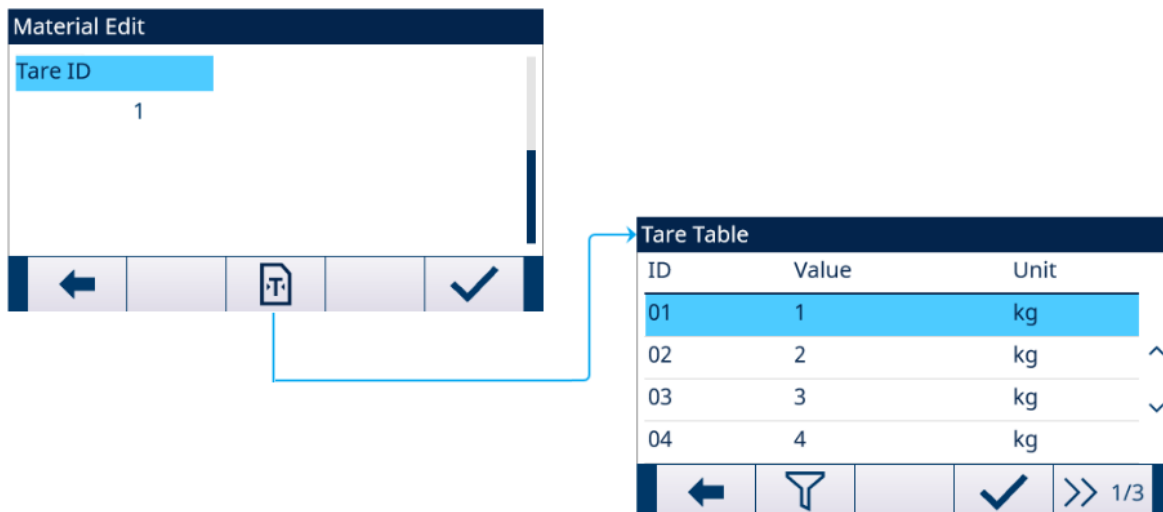 Material Edit
Tare ID
1
T
Tare Table
ID Value Unit
01 1 kg
02 2 kg
03 3 kg
04 4 kg
1/3